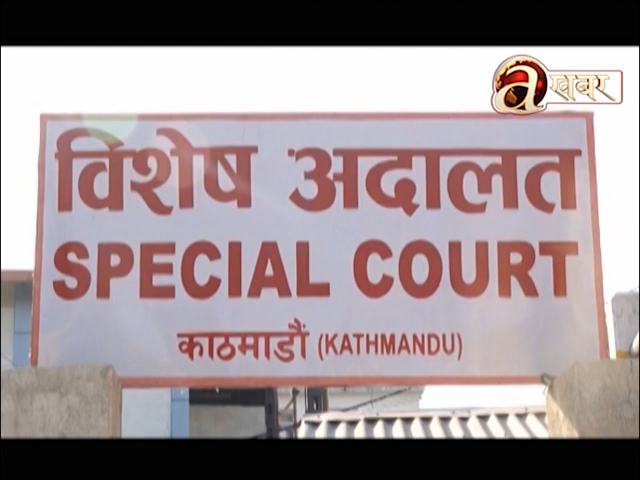 a खबर
विशेष अदालत
SPECIAL COURT
काठमाडौं (KATHMANDU)